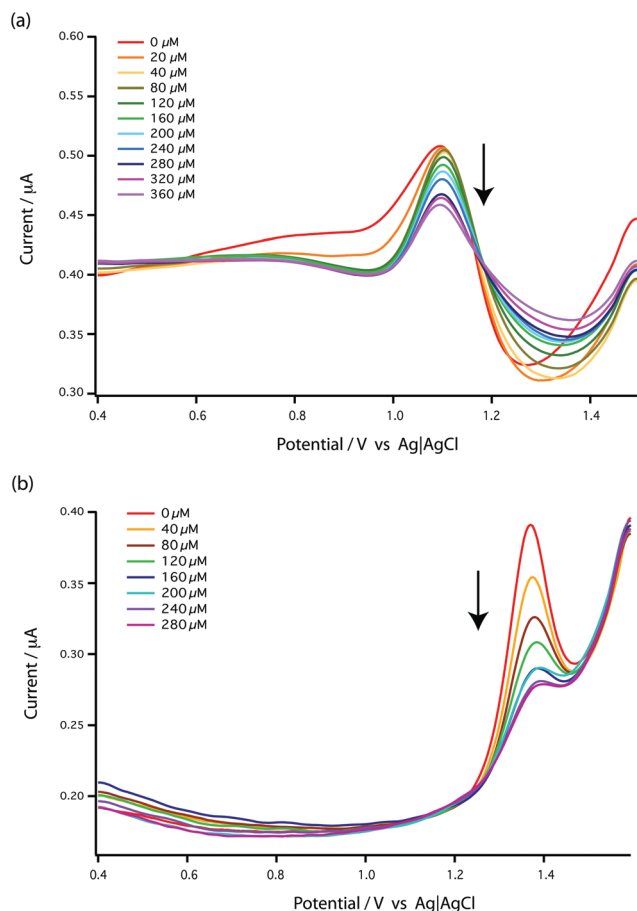 (a)
0.60
0.55
0.50
0.45
0.40
0.35
0.30
Current / µA
0 µM
20 µM
40 µM
80 µM
120 µM
160 µM
200 µM
240 µM
280 µM
320 µM
360 µM
0.4 0.6 0.8 1.0 1.2 1.4
Potential / V vs Ag|AgCl
(b)
0.40
0.35
0.30
0.25
0.20
Current / µA
0 µM
40 µM
80 µM
120 µM
160 µM
200 µM
240 µM
280 µM
0.4 0.6 0.8 1.0 1.2 1.4
Potential / V vs Ag|AgCl